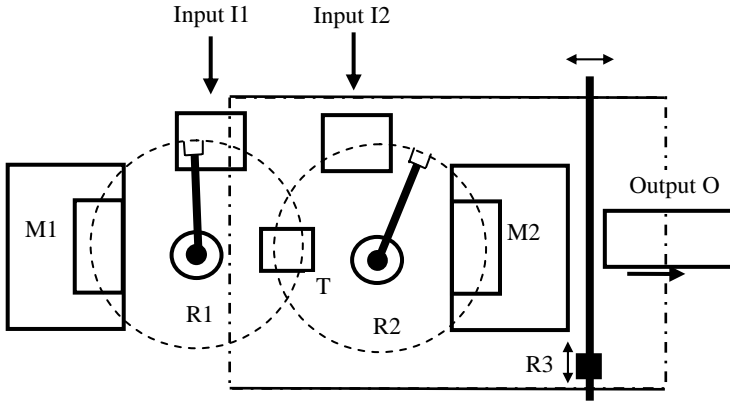 Input I1
Input I2
M1
R1
T
R2
M2
Output O
R3